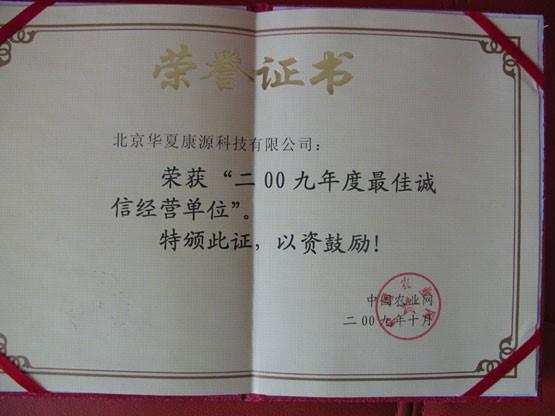 荣誉证书
北京华夏康源科技有限公司：
荣获“二00九年度最佳诚
信经营单位”。
特颁此证，以资鼓励！
中国农业网
二00九年十月